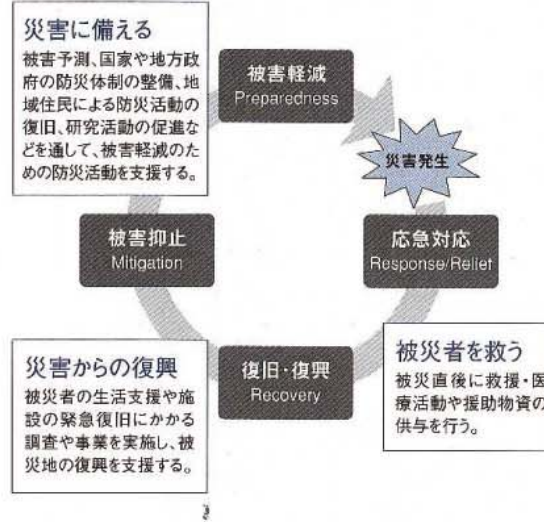 災害に備える
被害予測、国家や地方政
府の防災体制の整備、地
域住民による防災活動の
復旧、研究活動の促進な
どを通して、被害軽減のた
めの防災活動を支援する。
被害軽減
Preparedness
災害発生
被害抑止
Mitigation
応急対応
Response/Relief
災害からの復興
被災者の生活支援や施
設の緊急復旧にかかる
調査や事業を実施し、被
災地の復興を支援する。
復旧・復興
Recovery
被災者を救う
被災直後に救援・医
療活動や援助物資の
供与を行う。